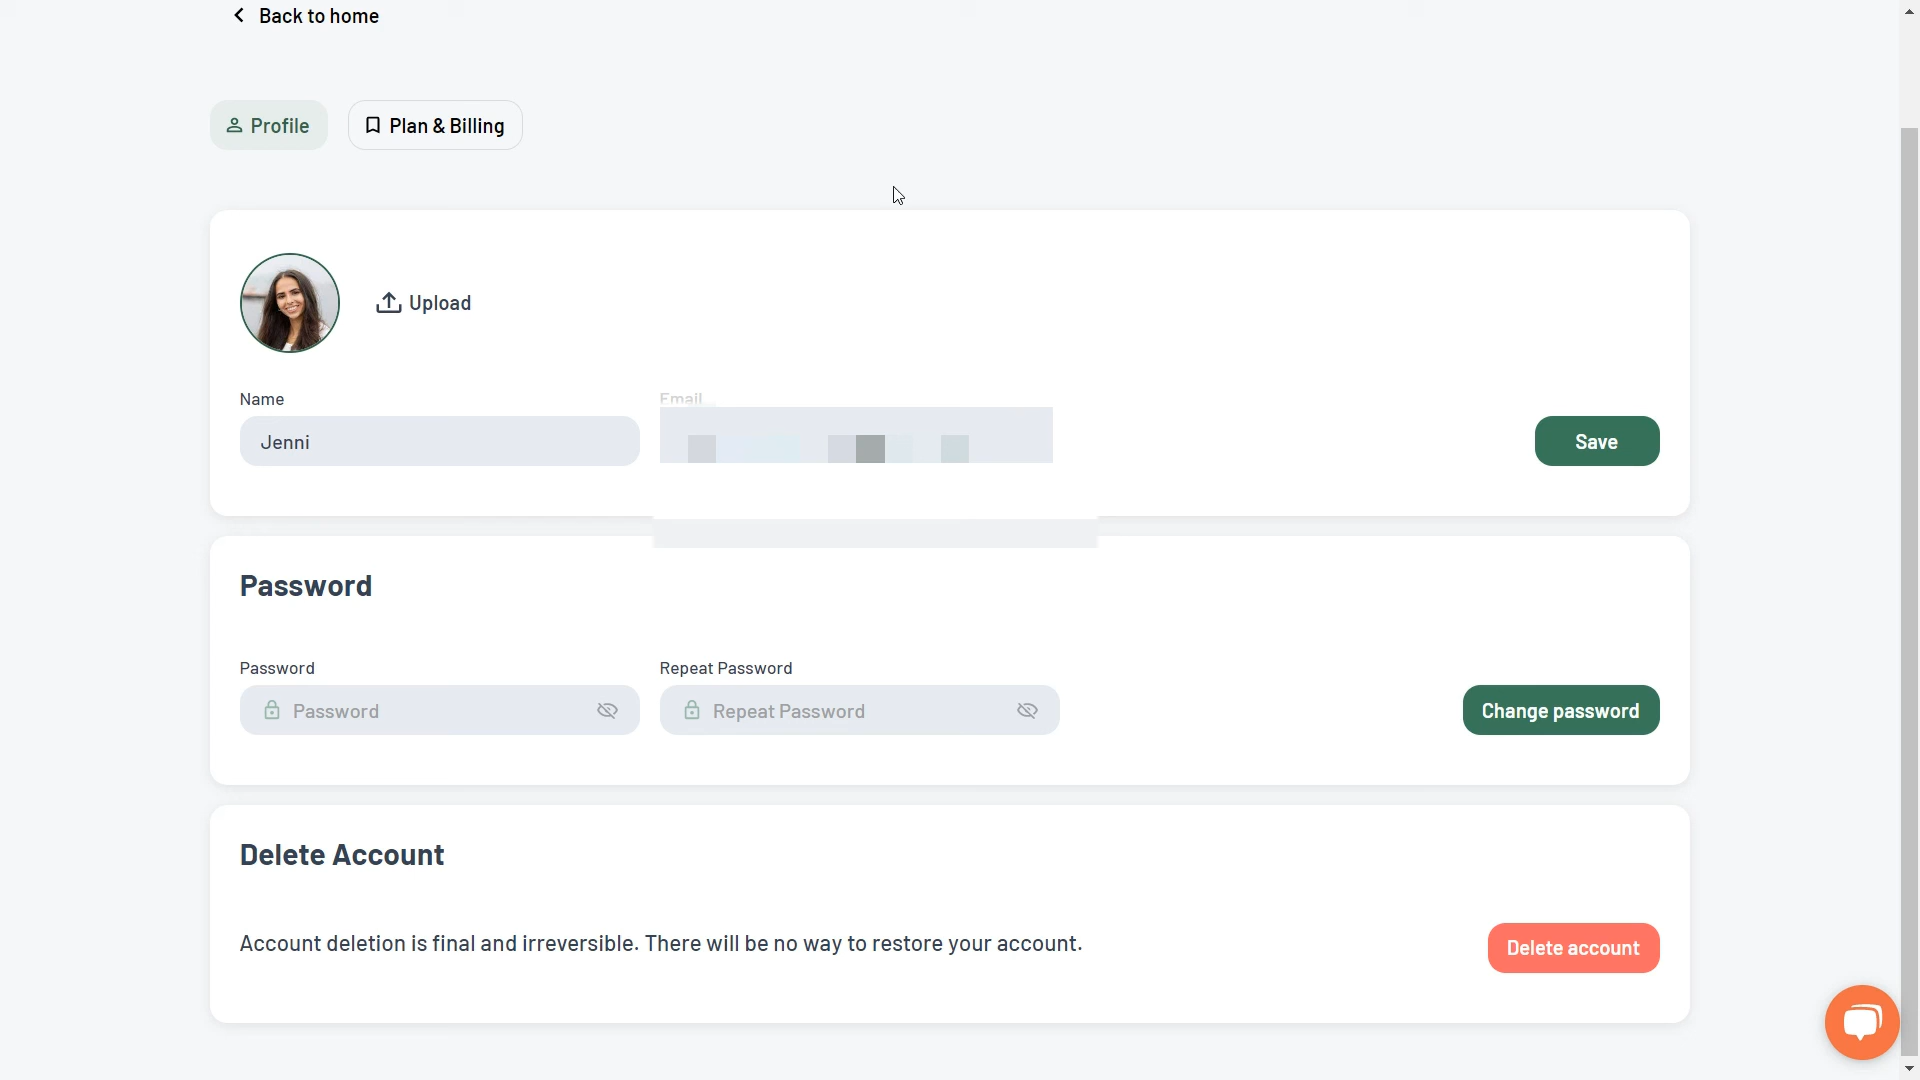 Back to home
Profile
Plan & Billing
Upload
Name
Email
Jenni
Save
Password
Password
Repeat Password
Password
Repeat Password
Change password
Delete Account
Account deletion is final and irreversible. There will be no way to restore your account.
Delete account